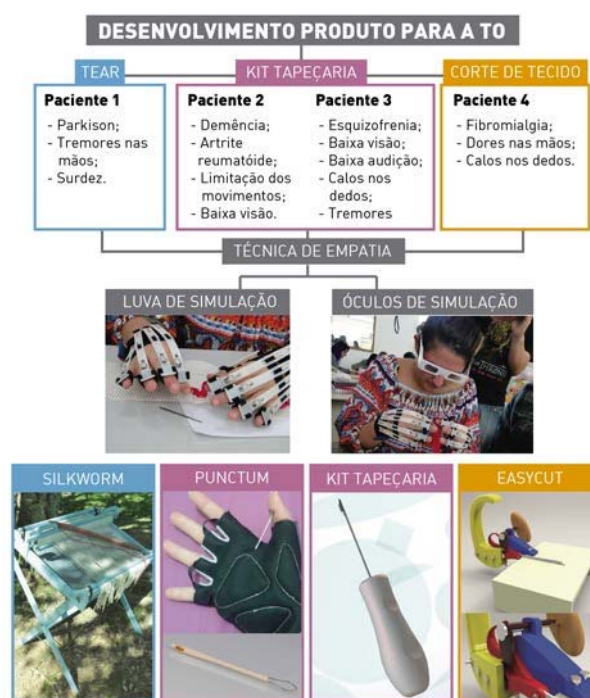 DESENVOLVIMENTO PRODUTO PARA A TO
TEAR
Paciente 1
- Parkison;
- Tremores nas
mãos;
- Surdez.
KIT TAPEÇARIA
Paciente 2
- Demência;
- Artrite
reumatóide;
- Limitação dos
movimentos;
- Baixa visão.
Paciente 3
- Esquizofrenia;
- Baixa visão;
- Baixa audição;
- Calos nos
dedos;
- Tremores
CORTE DE TECIDO
Paciente 4
- Fibromialgia;
- Dores nas mãos;
- Calos nos dedos.
TÉCNICA DE EMPATIA
LUVA DE SIMULAÇÃO
ÓCULOS DE SIMULAÇÃO
SILKWORM
PUNCTUM
KIT TAPEÇARIA
EASYCUT